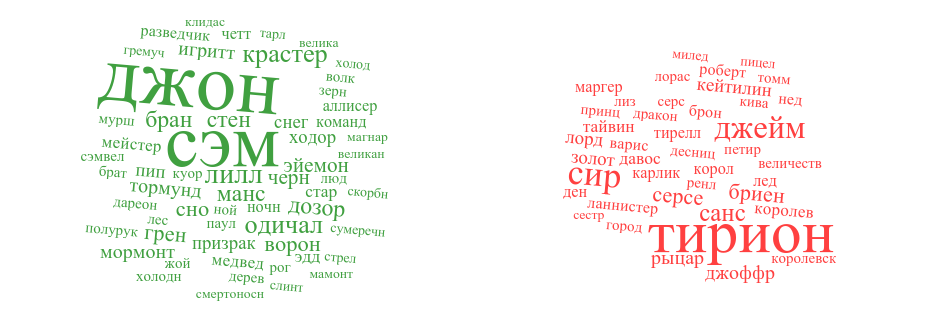 клидас
разведчик четт тарл
гремуч игритт крастер велика
холод
джон волк
зерн
аллисер
мурш бран стен снег команд
мейстер сэм ходор магнар
сэмвел эйемон великан
брат пип куор лилл черн люд
тормунд манс стар скорбн
дареон сно ной ночн дозор
лес паул одичал сумеречн
полурук грен призрак ворон
мормонт медвед рог эдд стрел
жой дерев мамонт
холодн слинт
смертоносн
милед пицел
лорас роберт томм
маргер кейтилин
лиз серс кива нед
принц дракон брон
тайвин тирелл джейм
лорд варис десниц петир
золот давос корол величеств
сир карлик лед
ден ренл
ланнистер серсе бриен
сестр санс королев
город тирион
рыцар королевск
джоффр